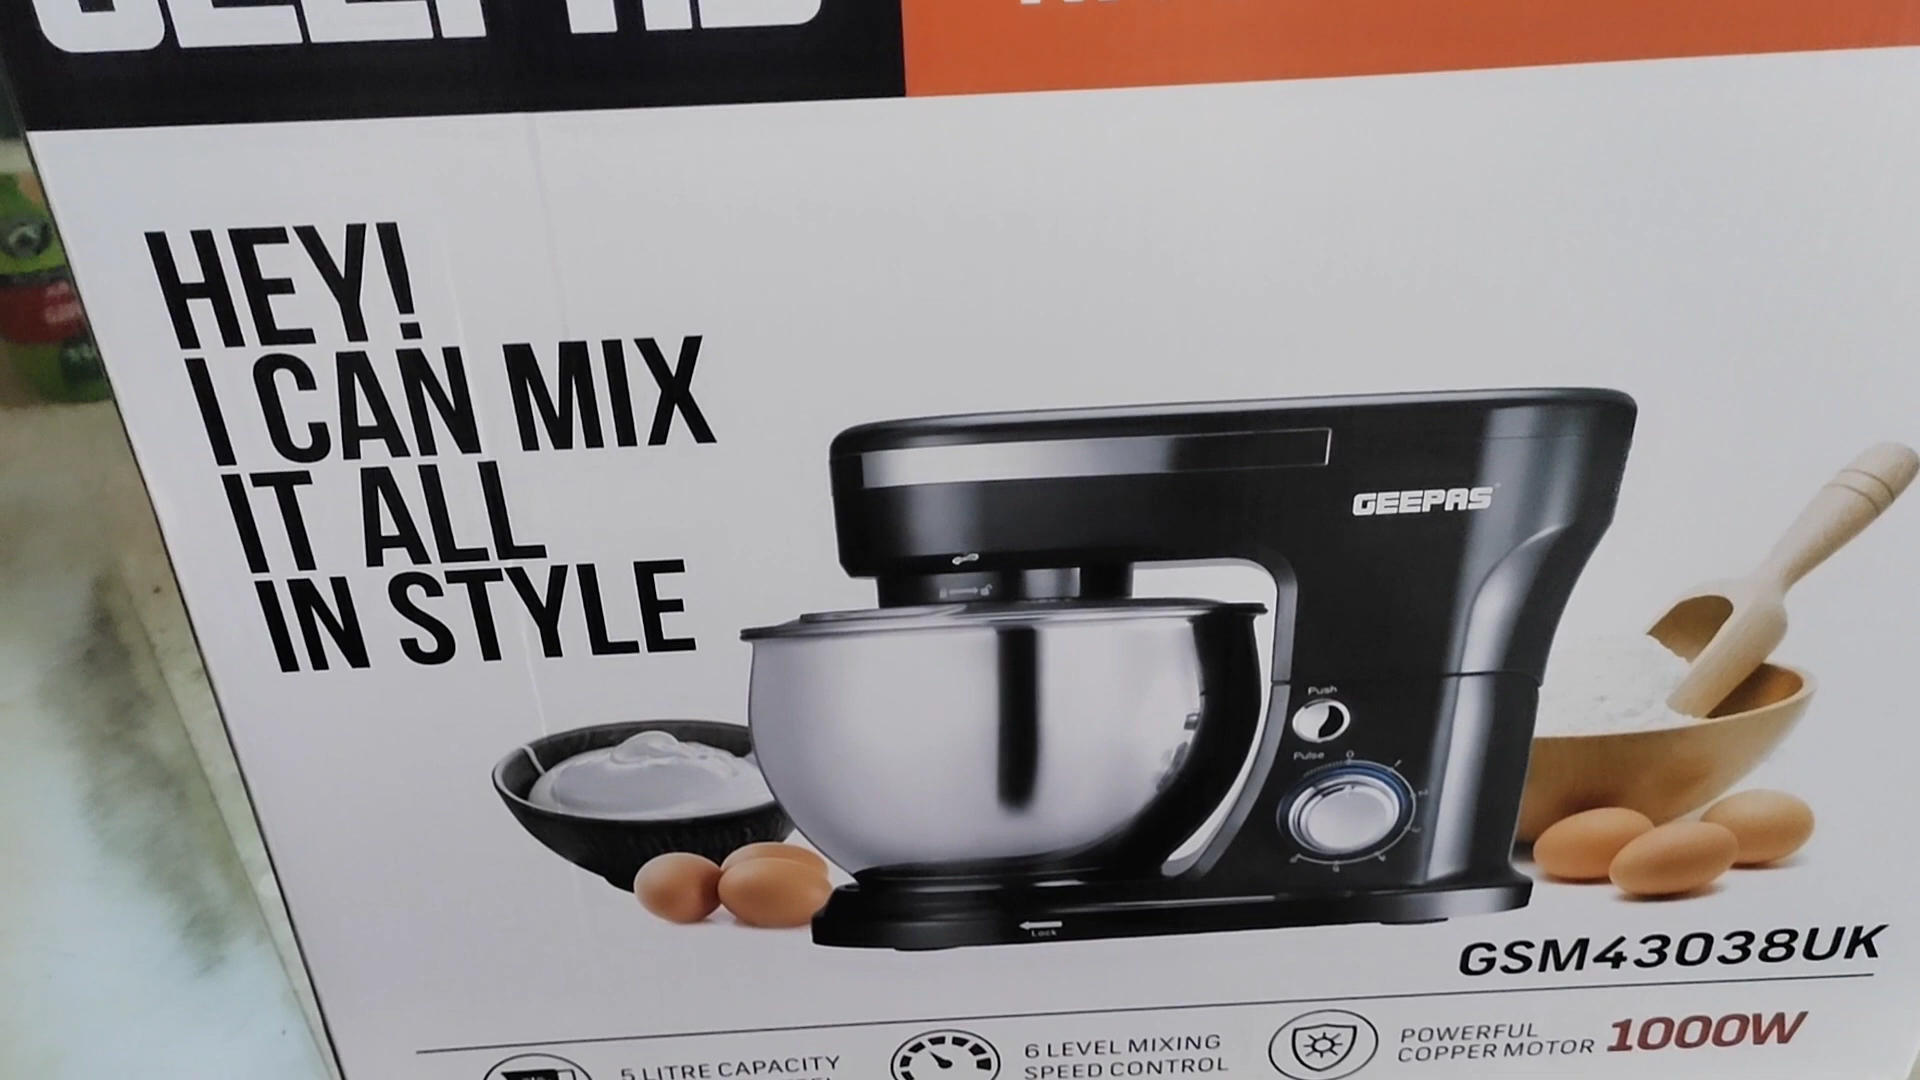 GEEPAS
HEY!
I CAN MIX
IT ALL
IN STYLE
GEEPAS
Push
Pulse
Lock
GSM43038UK
5 LITRE CAPACITY
6 LEVEL MIXING
SPEED CONTROL
POWERFUL
COPPER MOTOR 1000W